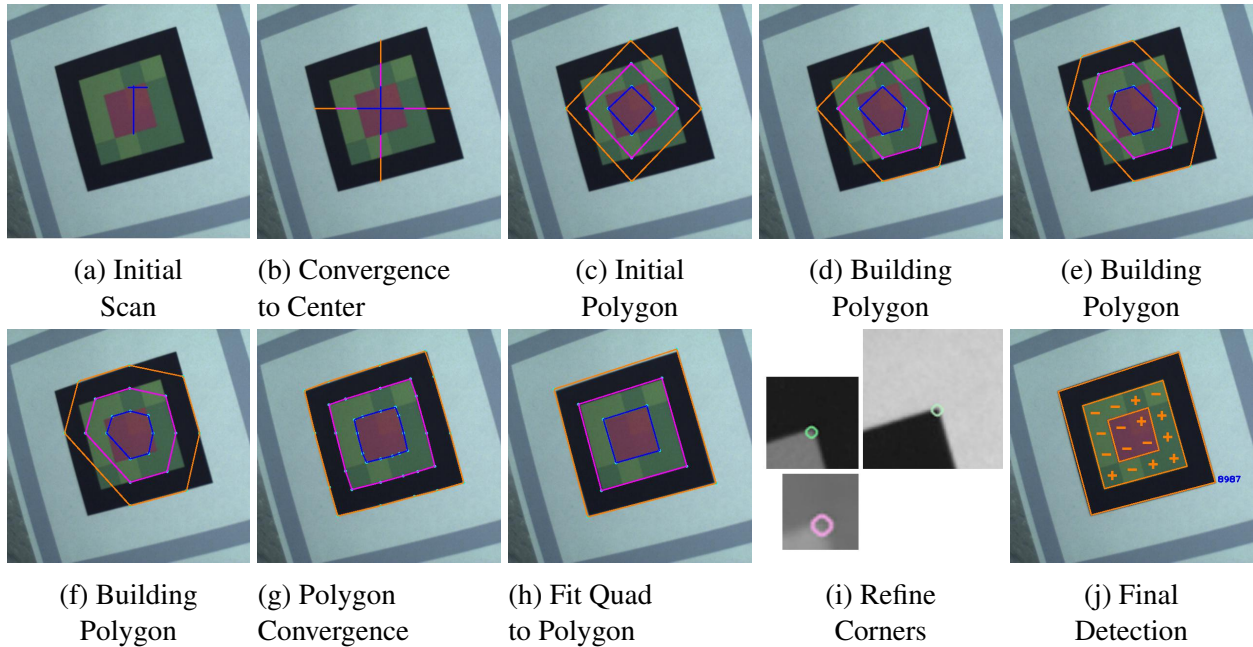 (a) Initial
Scan
(b) Convergence
to Center
(c) Initial
Polygon
(d) Building
Polygon
(e) Building
Polygon
8987
(f) Building
Polygon
(g) Polygon
Convergence
(h) Fit Quad
to Polygon
(i) Refine
Corners
(j) Final
Detection